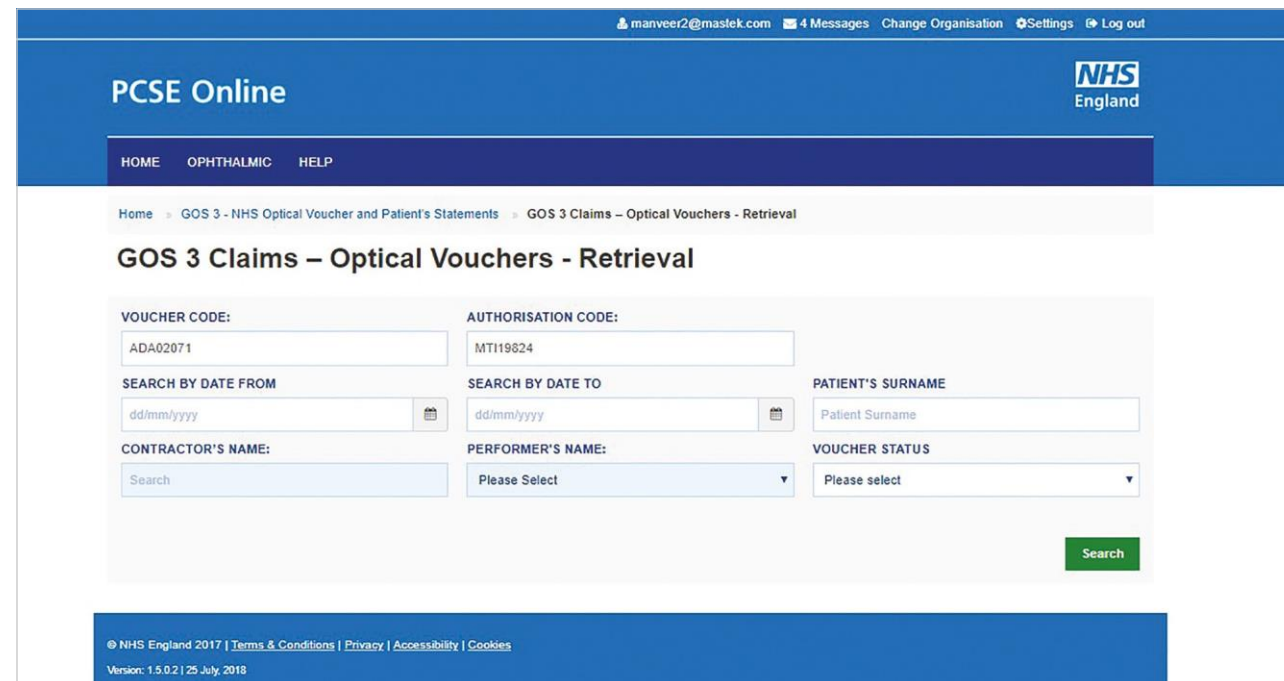 manveer2@mastek.com 4 Messages Change Organisation Settings Log out
PCSE Online
NHS
England
HOME OPHTHALMIC HELP
Home » GOS 3 - NHS Optical Voucher and Patient's Statements » GOS 3 Claims – Optical Vouchers - Retrieval
GOS 3 Claims – Optical Vouchers - Retrieval
VOUCHER CODE: AUTHORISATION CODE:
ADA02071 MTI19824
SEARCH BY DATE FROM SEARCH BY DATE TO PATIENT'S SURNAME
dd/mm/yyyy dd/mm/yyyy Patient Surname
CONTRACTOR'S NAME: PERFORMER'S NAME: VOUCHER STATUS
Search Please Select Please select
Search
© NHS England 2017 | Terms & Conditions | Privacy | Accessibility | Cookies
Version: 1.5.0.2 | 25 July, 2018